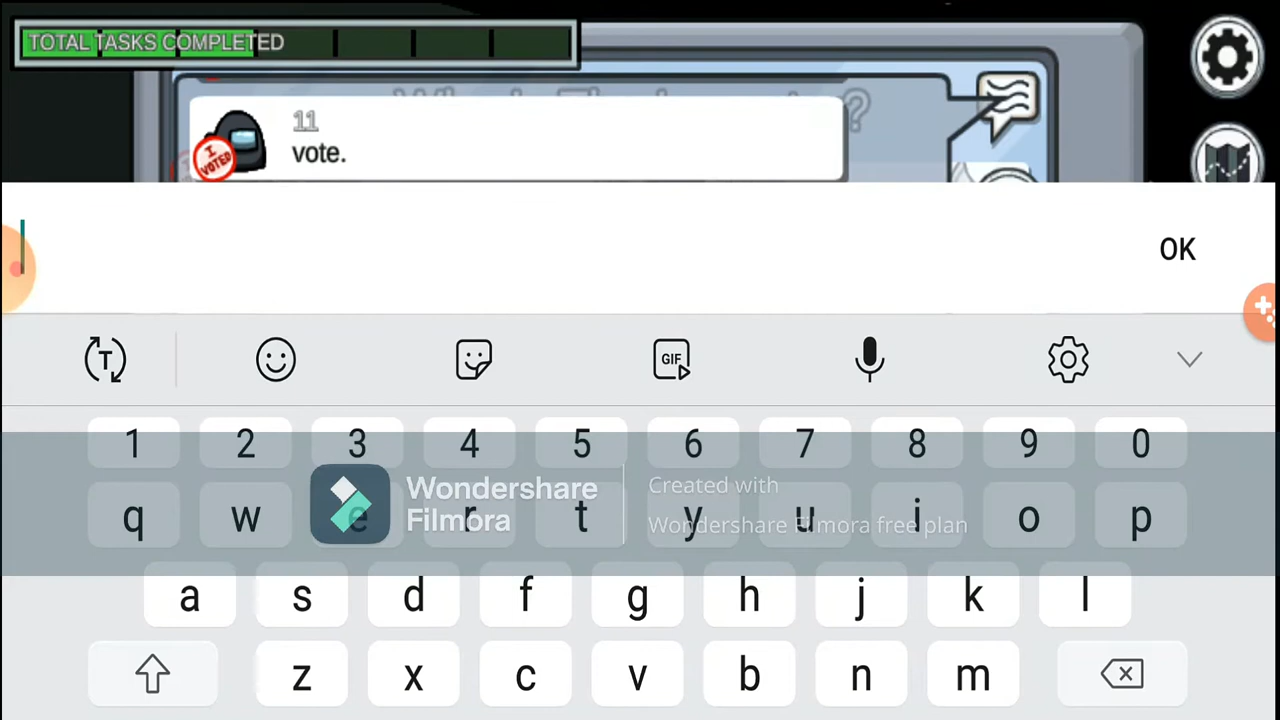 TOTAL TASKS COMPLETED
11
I VOTED
vote.
OK
T
GIF
1 2 3 4 5 6 7 8 9 0
q w e r t y u i o p
Wondershare
Filmora
Created with
Wondershare Filmora free plan
a s d f g h j k l
z x c v b n m